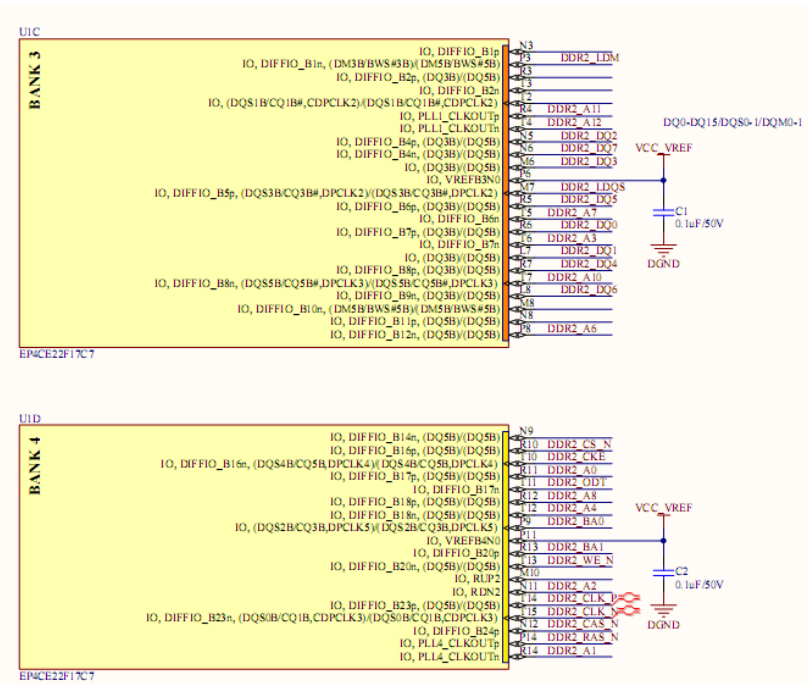 U1C
BANK 3
IO, DIFFIO_B1p N3
IO, DIFFIO_B1n, (DM3B/BWS#3B)/(DM5B/BWS#5B) P3 DDR2_LDM
IO, DIFFIO_B2p, (DQ3B)/(DQ5B) R3
IO, DIFFIO_B2n T3
IO, (DQS1B/CQ1B#,CDPCLK2)/(DQS1B/CQ1B#,CDPCLK2) T2
IO, PLL1_CLKOUTp R4 DDR2_A11
IO, PLL1_CLKOUTn T4 DDR2_A12
IO, DIFFIO_B4p, (DQ3B)/(DQ5B) N5 DDR2_DQ2
IO, DIFFIO_B4n, (DQ3B)/(DQ5B) N6 DDR2_DQ7
IO, (DQ3B)/(DQ5B) M6 DDR2_DQ3
IO, VREFB3N0 P6
IO, DIFFIO_B5p, (DQS3B/CQ3B#,DPCLK2)/(DQS3B/CQ3B#,DPCLK2) M7 DDR2_LDQS
IO, DIFFIO_B6p, (DQ3B)/(DQ5B) R5 DDR2_DQ5
IO, DIFFIO_B6n T5 DDR2_A7
IO, DIFFIO_B7p, (DQ3B)/(DQ5B) R6 DDR2_DQ0
IO, DIFFIO_B7n T6 DDR2_A3
IO, (DQ3B)/(DQ5B) L7 DDR2_DQ1
IO, DIFFIO_B8p, (DQ3B)/(DQ5B) R7 DDR2_DQ4
IO, DIFFIO_B8n, (DQS5B/CQ5B#,DPCLK3)/(DQS5B/CQ5B#,DPCLK3) T7 DDR2_A10
IO, DIFFIO_B9n, (DQ3B)/(DQ5B) L8 DDR2_DQ6
IO, DIFFIO_B10n, (DM5B/BWS#5B)/(DM5B/BWS#5B) M8
IO, DIFFIO_B11p, (DQ5B)/(DQ5B) N8
IO, DIFFIO_B12n, (DQ5B)/(DQ5B) P8 DDR2_A6
EP4CE22F17C7
DQ0-DQ15/DQS0-1/DQM0-1
VCC_VREF
C1
0.1uF/50V
DGND
U1D
BANK 4
IO, DIFFIO_B14n, (DQ5B)/(DQ5B) N9
IO, DIFFIO_B16p, (DQ5B)/(DQ5B) R10 DDR2_CS_N
IO, DIFFIO_B16n, (DQS4B/CQ5B,DPCLK4)/(DQS4B/CQ5B,DPCLK4) T10 DDR2_CKE
IO, DIFFIO_B17p, (DQ5B)/(DQ5B) R11 DDR2_A0
IO, DIFFIO_B17n T11 DDR2_ODT
IO, DIFFIO_B18p, (DQ5B)/(DQ5B) R12 DDR2_A8
IO, DIFFIO_B18n, (DQ5B)/(DQ5B) T12 DDR2_A4
IO, (DQS2B/CQ3B,DPCLK5)/(DQS2B/CQ3B,DPCLK5) P9 DDR2_BA0
IO, VREFB4N0 P11
IO, DIFFIO_B20p R13 DDR2_BA1
IO, DIFFIO_B20n, (DQ5B)/(DQ5B) T13 DDR2_WE_N
IO, RUP2 M10
IO, RDN2 N11 DDR2_A2
IO, DIFFIO_B23p, (DQ5B)/(DQ5B) T14 DDR2_CLK_P
IO, DIFFIO_B23n, (DQS0B/CQ1B,CDPCLK3)/(DQS0B/CQ1B,CDPCLK3) T15 DDR2_CLK_N
IO, DIFFIO_B24p N12 DDR2_CAS_N
IO, PLL4_CLKOUTp P14 DDR2_RAS_N
IO, PLL4_CLKOUTn R14 DDR2_A1
EP4CE22F17C7
VCC_VREF
C2
0.1uF/50V
DGND